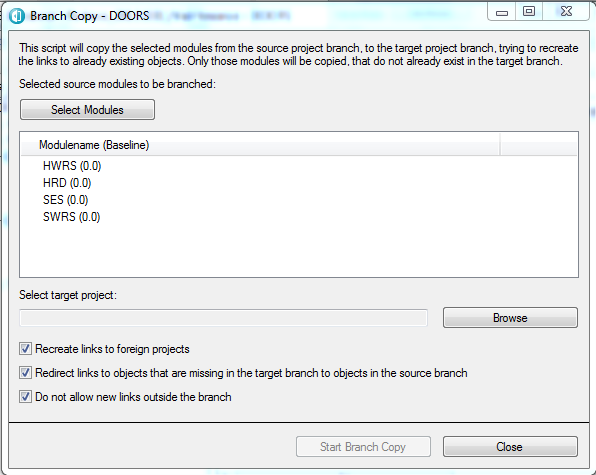 Branch Copy - DOORS
This script will copy the selected modules from the source project branch, to the target project branch, trying to recreate
the links to already existing objects. Only those modules will be copied, that do not already exist in the target branch.
Selected source modules to be branched:
Select Modules
Modulename (Baseline)
HWRS (0.0)
HRD (0.0)
SES (0.0)
SWRS (0.0)
Select target project:
Browse
Recreate links to foreign projects
Redirect links to objects that are missing in the target branch to objects in the source branch
Do not allow new links outside the branch
Start Branch Copy
Close